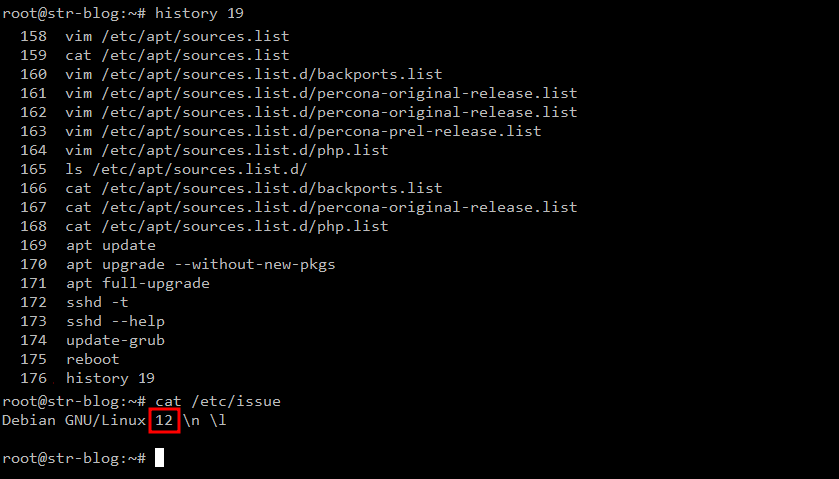 root@str-blog:~# history 19
158 vim /etc/apt/sources.list
159 cat /etc/apt/sources.list
160 vim /etc/apt/sources.list.d/backports.list
161 vim /etc/apt/sources.list.d/percona-original-release.list
162 vim /etc/apt/sources.list.d/percona-original-release.list
163 vim /etc/apt/sources.list.d/percona-prel-release.list
164 vim /etc/apt/sources.list.d/php.list
165 ls /etc/apt/sources.list.d/
166 cat /etc/apt/sources.list.d/backports.list
167 cat /etc/apt/sources.list.d/percona-original-release.list
168 cat /etc/apt/sources.list.d/php.list
169 apt update
170 apt upgrade --without-new-pkgs
171 apt full-upgrade
172 sshd -t
173 sshd --help
174 update-grub
175 reboot
176 history 19
root@str-blog:~# cat /etc/issue
Debian GNU/Linux 12 \n \l
root@str-blog:~#